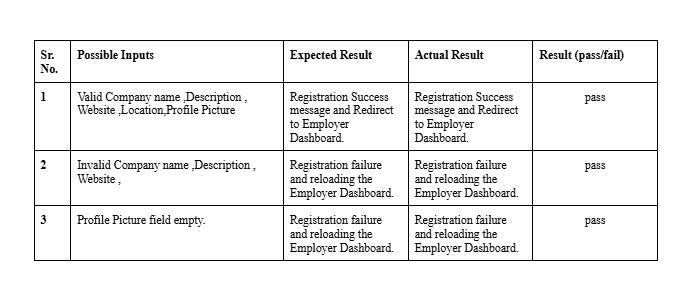 Sr. No.
Possible Inputs
Expected Result
Actual Result
Result (pass/fail)
1
Valid Company name ,Description ,
Website ,Location,Profile Picture
Registration Success
message and Redirect
to Employer
Dashboard.
Registration Success
message and Redirect
to Employer
Dashboard.
pass
2
Invalid Company name ,Description ,
Website ,
Registration failure
and reloading the
Employer Dashboard.
Registration failure
and reloading the
Employer Dashboard.
pass
3
Profile Picture field empty.
Registration failure
and reloading the
Employer Dashboard.
Registration failure
and reloading the
Employer Dashboard.
pass